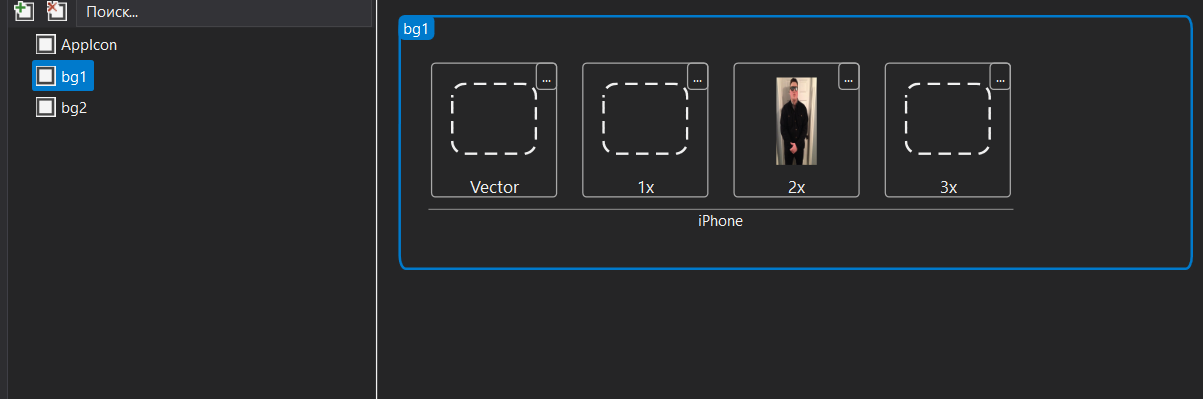 Поиск...
AppIcon
bg1
bg2
bg1
... ... ... ...
Vector 1x 2x 3x
iPhone